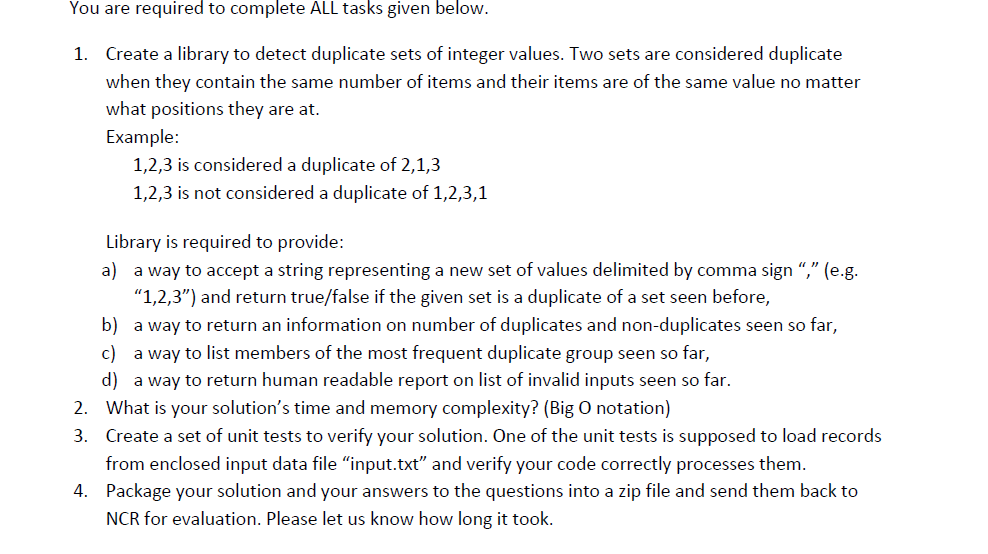 You are required to complete ALL tasks given below.
1. Create a library to detect duplicate sets of integer values. Two sets are considered duplicate
when they contain the same number of items and their items are of the same value no matter
what positions they are at.
Example:
1,2,3 is considered a duplicate of 2,1,3
1,2,3 is not considered a duplicate of 1,2,3,1
Library is required to provide:
a) a way to accept a string representing a new set of values delimited by comma sign “,” (e.g.
“1,2,3”) and return true/false if the given set is a duplicate of a set seen before,
b) a way to return an information on number of duplicates and non-duplicates seen so far,
c) a way to list members of the most frequent duplicate group seen so far,
d) a way to return human readable report on list of invalid inputs seen so far.
2. What is your solution’s time and memory complexity? (Big O notation)
3. Create a set of unit tests to verify your solution. One of the unit tests is supposed to load records
from enclosed input data file “input.txt” and verify your code correctly processes them.
4. Package your solution and your answers to the questions into a zip file and send them back to
NCR for evaluation. Please let us know how long it took.